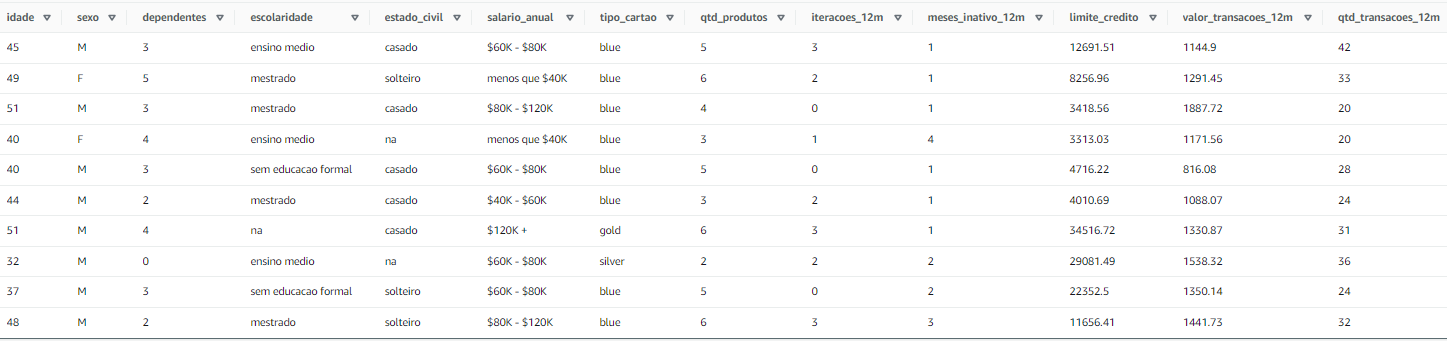 idade sexo dependentes escolaridade estado_civil salario_anual tipo_cartao qtd_produtos iteracoes_12m meses_inativo_12m limite_credito valor_transacoes_12m qtd_transacoes_12m
45 M 3 ensino medio casado $60K - $80K blue 5 3 1 12691.51 1144.9 42
49 F 5 mestrado solteiro menos que $40K blue 6 2 1 8256.96 1291.45 33
51 M 3 mestrado casado $80K - $120K blue 4 0 1 3418.56 1887.72 20
40 F 4 ensino medio na menos que $40K blue 3 1 4 3313.03 1171.56 20
40 M 3 sem educacao formal casado $60K - $80K blue 5 0 1 4716.22 816.08 28
44 M 2 mestrado casado $40K - $60K blue 3 2 1 4010.69 1088.07 24
51 M 4 na casado $120K + gold 6 3 1 34516.72 1330.87 31
32 M 0 ensino medio na $60K - $80K silver 2 2 2 29081.49 1538.32 36
37 M 3 sem educacao formal solteiro $60K - $80K blue 5 0 2 22352.5 1350.14 24
48 M 2 mestrado solteiro $80K - $120K blue 6 3 3 11656.41 1441.73 32